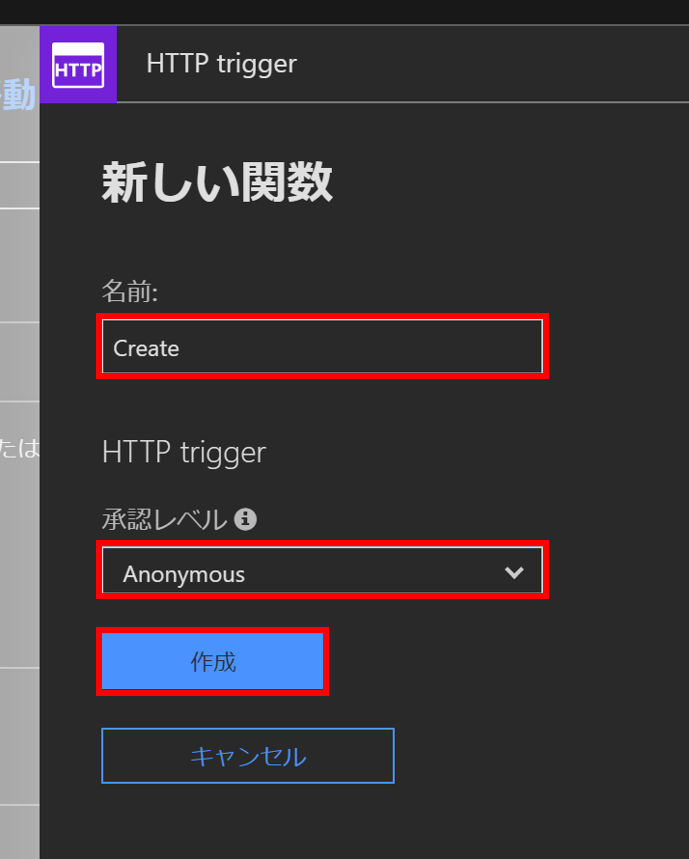 HTTP
HTTP trigger
動
新しい関数
名前:
Create
HTTP trigger
たは
承認レベル
Anonymous
作成
キャンセル